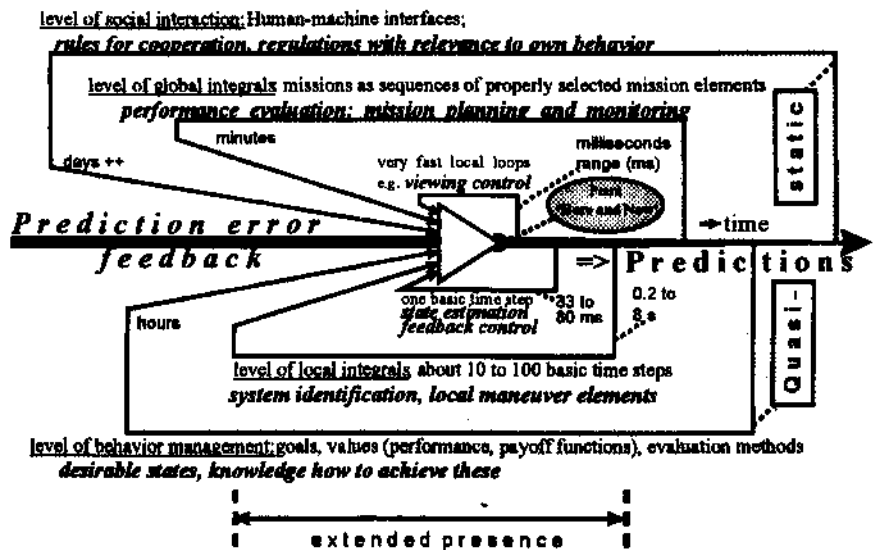 level of social interaction: Human-machine interfaces;
rules for cooperation, regulations with relevance to own behavior
level of global integrals missions as sequences of properly selected mission elements
performance evaluation; mission planning and monitoring
minutes
milliseconds
range (ms)
days ++
very fast local loops
e.g. viewing control
static
Point
and
Prediction error
→time
feedback
=> Predictions
one basic time step
state estimation
feedback control
33 to
80 ms
0.2 to
8 s
hours
Quasi-
level of local integrals about 10 to 100 basic time steps
system identification, local maneuver elements
level of behavior management: goals, values (performance, payoff functions), evaluation methods
desirable states, knowledge how to achieve these
extended presence